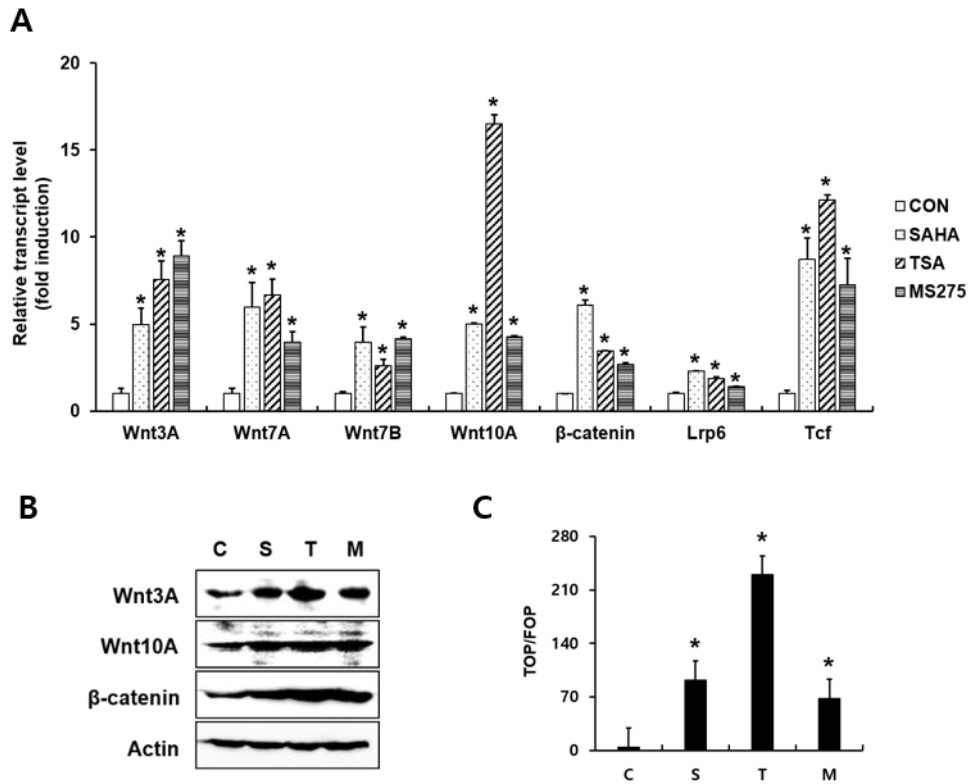 A
Relative transcript level
(fold induction)
20
15
10
5
0
* * * * * * * * * * * * * * * * * * * * *
Wnt3A Wnt7A Wnt7B Wnt10A β-catenin Lrp6 Tcf
CON
SAHA
TSA
MS275
B
C S T M
Wnt3A
Wnt10A
β-catenin
Actin
C
TOP/FOP
280
210
140
70
0
* * *
C S T M